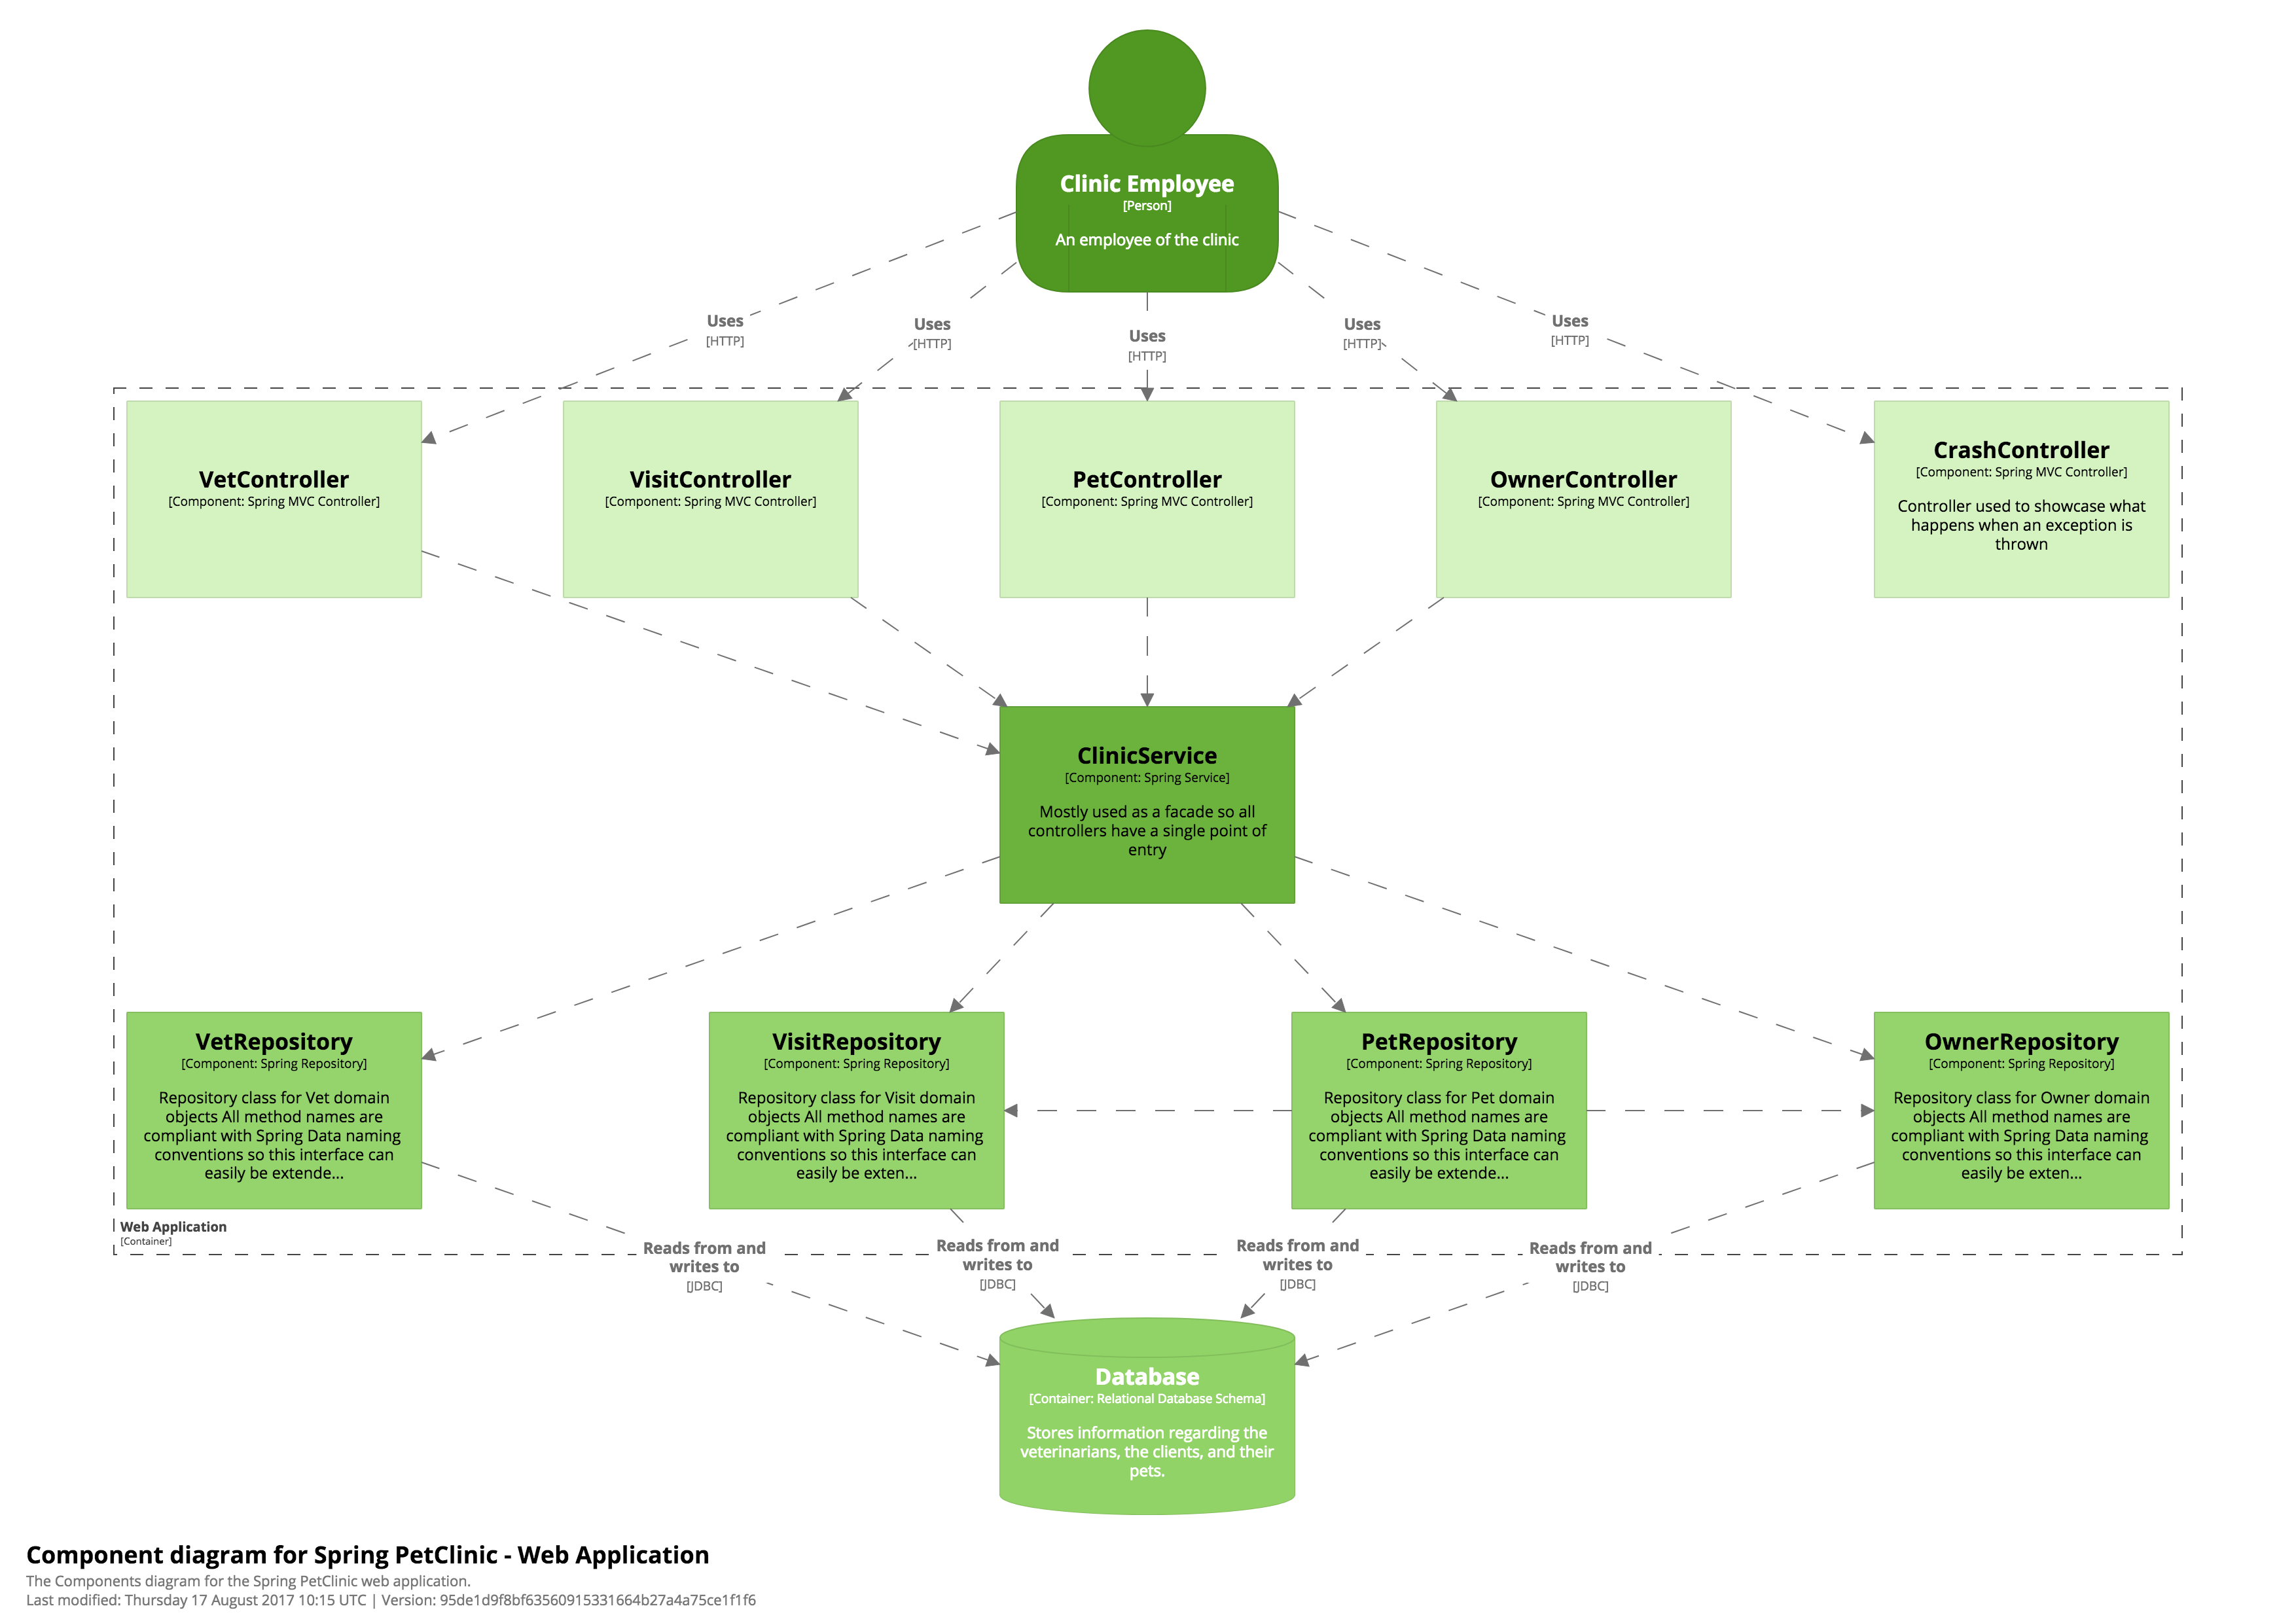 Clinic Employee
[Person]
An employee of the clinic
Uses
[HTTP]
Uses
[HTTP]
Uses
[HTTP]
Uses
[HTTP]
Uses
[HTTP]
VetController
[Component: Spring MVC Controller]
VisitController
[Component: Spring MVC Controller]
PetController
[Component: Spring MVC Controller]
OwnerController
[Component: Spring MVC Controller]
CrashController
[Component: Spring MVC Controller]
Controller used to showcase what
happens when an exception is
thrown
ClinicService
[Component: Spring Service]
Mostly used as a facade so all
controllers have a single point of
entry
VetRepository
[Component: Spring Repository]
Repository class for Vet domain
objects All method names are
compliant with Spring Data naming
conventions so this interface can
easily be extende...
VisitRepository
[Component: Spring Repository]
Repository class for Visit domain
objects All method names are
compliant with Spring Data naming
conventions so this interface can
easily be exten...
PetRepository
[Component: Spring Repository]
Repository class for Pet domain
objects All method names are
compliant with Spring Data naming
conventions so this interface can
easily be extende...
OwnerRepository
[Component: Spring Repository]
Repository class for Owner domain
objects All method names are
compliant with Spring Data naming
conventions so this interface can
easily be exten...
Web Application
[Container]
Reads from and
writes to
[JDBC]
Reads from and
writes to
[JDBC]
Reads from and
writes to
[JDBC]
Reads from and
writes to
[JDBC]
Database
[Container: Relational Database Schema]
Stores information regarding the
veterinarians, the clients, and their
pets.
Component diagram for Spring PetClinic - Web Application
The Components diagram for the Spring PetClinic web application.
Last modified: Thursday 17 August 2017 10:15 UTC | Version: 95de1d9f8bf63560915331664b27a4a75ce1f1f6